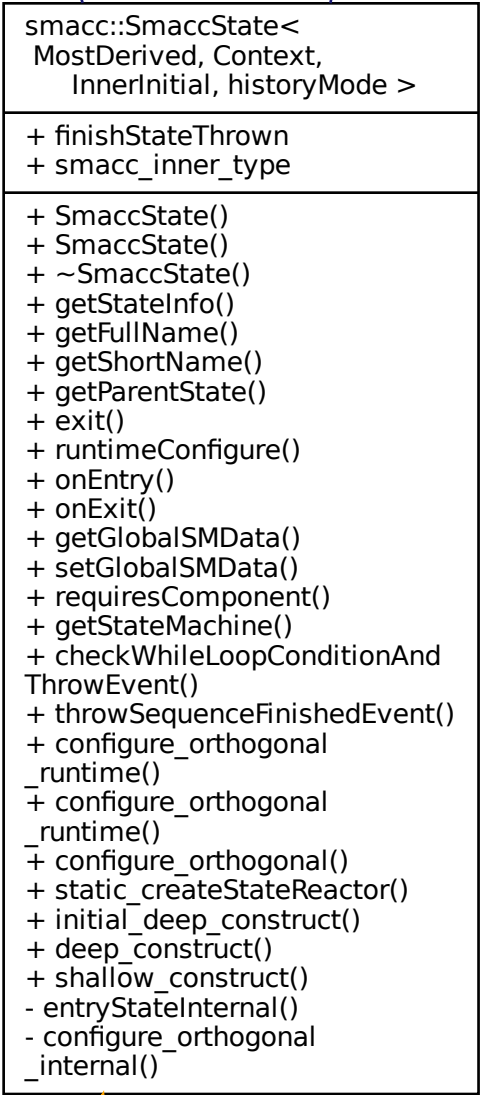 smacc::SmaccState<
MostDerived, Context,
InnerInitial, historyMode >
+ finishStateThrown
+ smacc_inner_type
+ SmaccState()
+ SmaccState()
+ ~SmaccState()
+ getStateInfo()
+ getFullName()
+ getShortName()
+ getParentState()
+ exit()
+ runtimeConfigure()
+ onEntry()
+ onExit()
+ getGlobalSMData()
+ setGlobalSMData()
+ requiresComponent()
+ getStateMachine()
+ checkWhileLoopConditionAnd
ThrowEvent()
+ throwSequenceFinishedEvent()
+ configure_orthogonal
_runtime()
+ configure_orthogonal
_runtime()
+ configure_orthogonal()
+ static_createStateReactor()
+ initial_deep_construct()
+ deep_construct()
+ shallow_construct()
- entryStateInternal()
- configure_orthogonal
_internal()